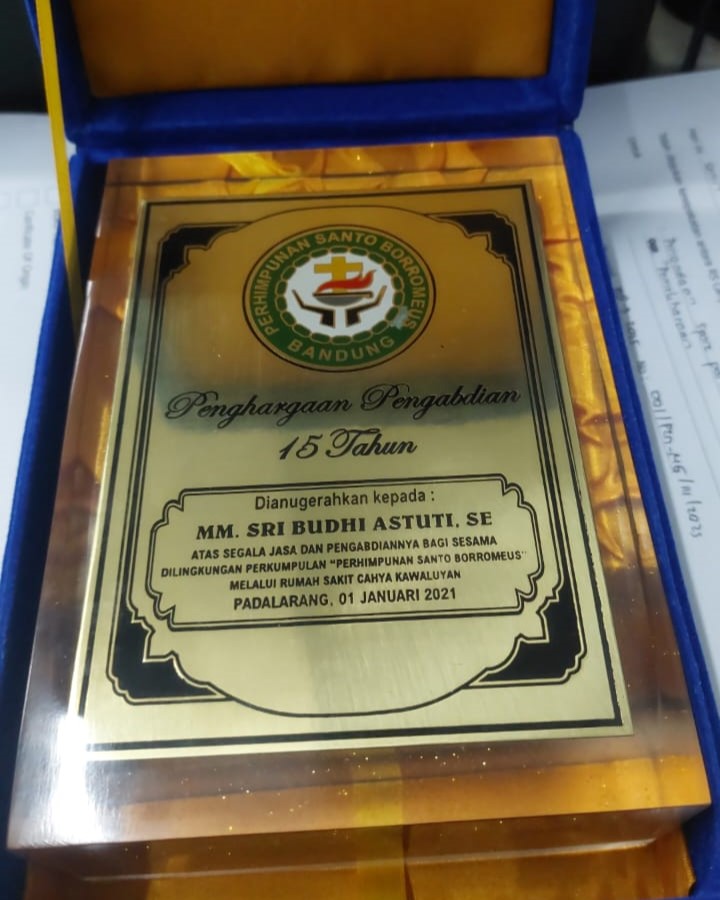 PERHIMPUNAN SANTO BORROMEUS
BANDUNG
Penghargaan Pengabdian
15 Tahun
Dianugerahkan kepada :
MM. SRI BUDHI ASTUTI, SE
ATAS SEGALA JASA DAN PENGABDIANNYA BAGI SESAMA
DILINGKUNGAN PERKUMPULAN "PERHIMPUNAN SANTO BORROMEUS"
MELALUI RUMAH SAKIT CAHYA KAWALUYAN
PADALARANG, 01 JANUARI 2021